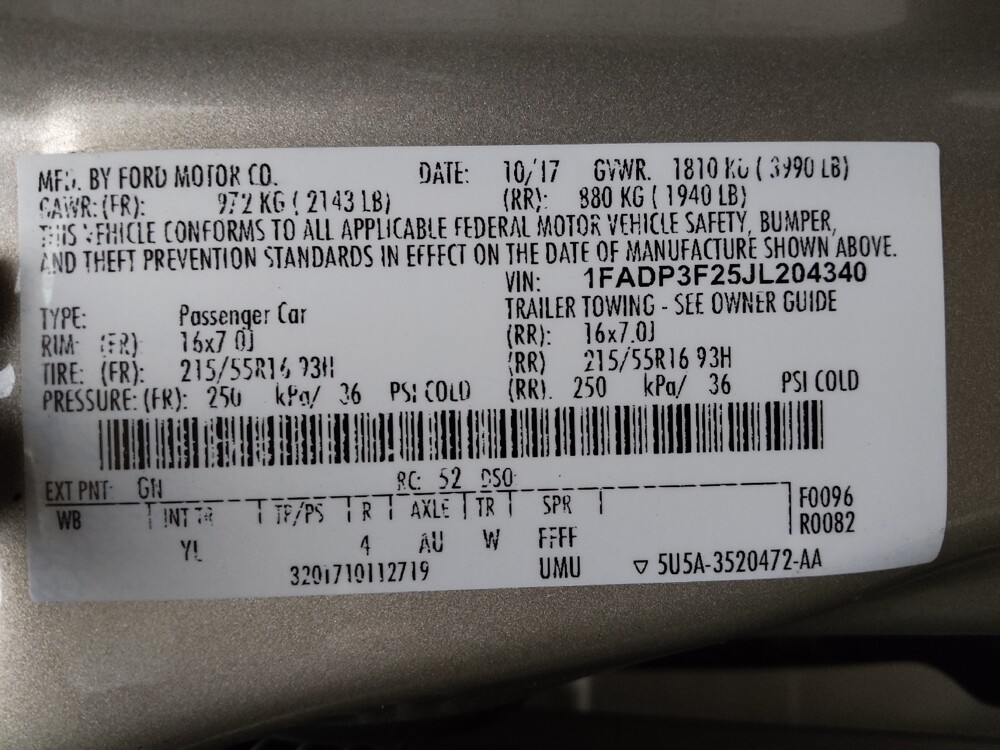 MFD. BY FORD MOTOR CO. DATE: 10/17 GVWR. 1810 KG ( 3990 LB)
GAWR: (FR): 972 KG ( 2143 LB) (RR): 880 KG ( 1940 LB)
THIS VEHICLE CONFORMS TO ALL APPLICABLE FEDERAL MOTOR VEHICLE SAFETY, BUMPER,
AND THEFT PREVENTION STANDARDS IN EFFECT ON THE DATE OF MANUFACTURE SHOWN ABOVE.
VIN: 1FADP3F25JL204340
TYPE: Passenger Car TRAILER TOWING - SEE OWNER GUIDE
RIM: (FR) 16x7.0J (RR): 16x7.0J
TIRE: (FR): 215/55R16 93H (RR) 215/55R16 93H
PRESSURE: (FR): 250 kPa/ 36 PSI COLD (RR). 250 kPa/ 36 PSI COLD
EXT PNT: GN RC: 52 DSO:
WB INT TR TP/PS R AXLE TR SPR F0096
R0082
YL 4 AU W FFFF
3201710112719 UMU ▽ 5U5A-3520472-AA